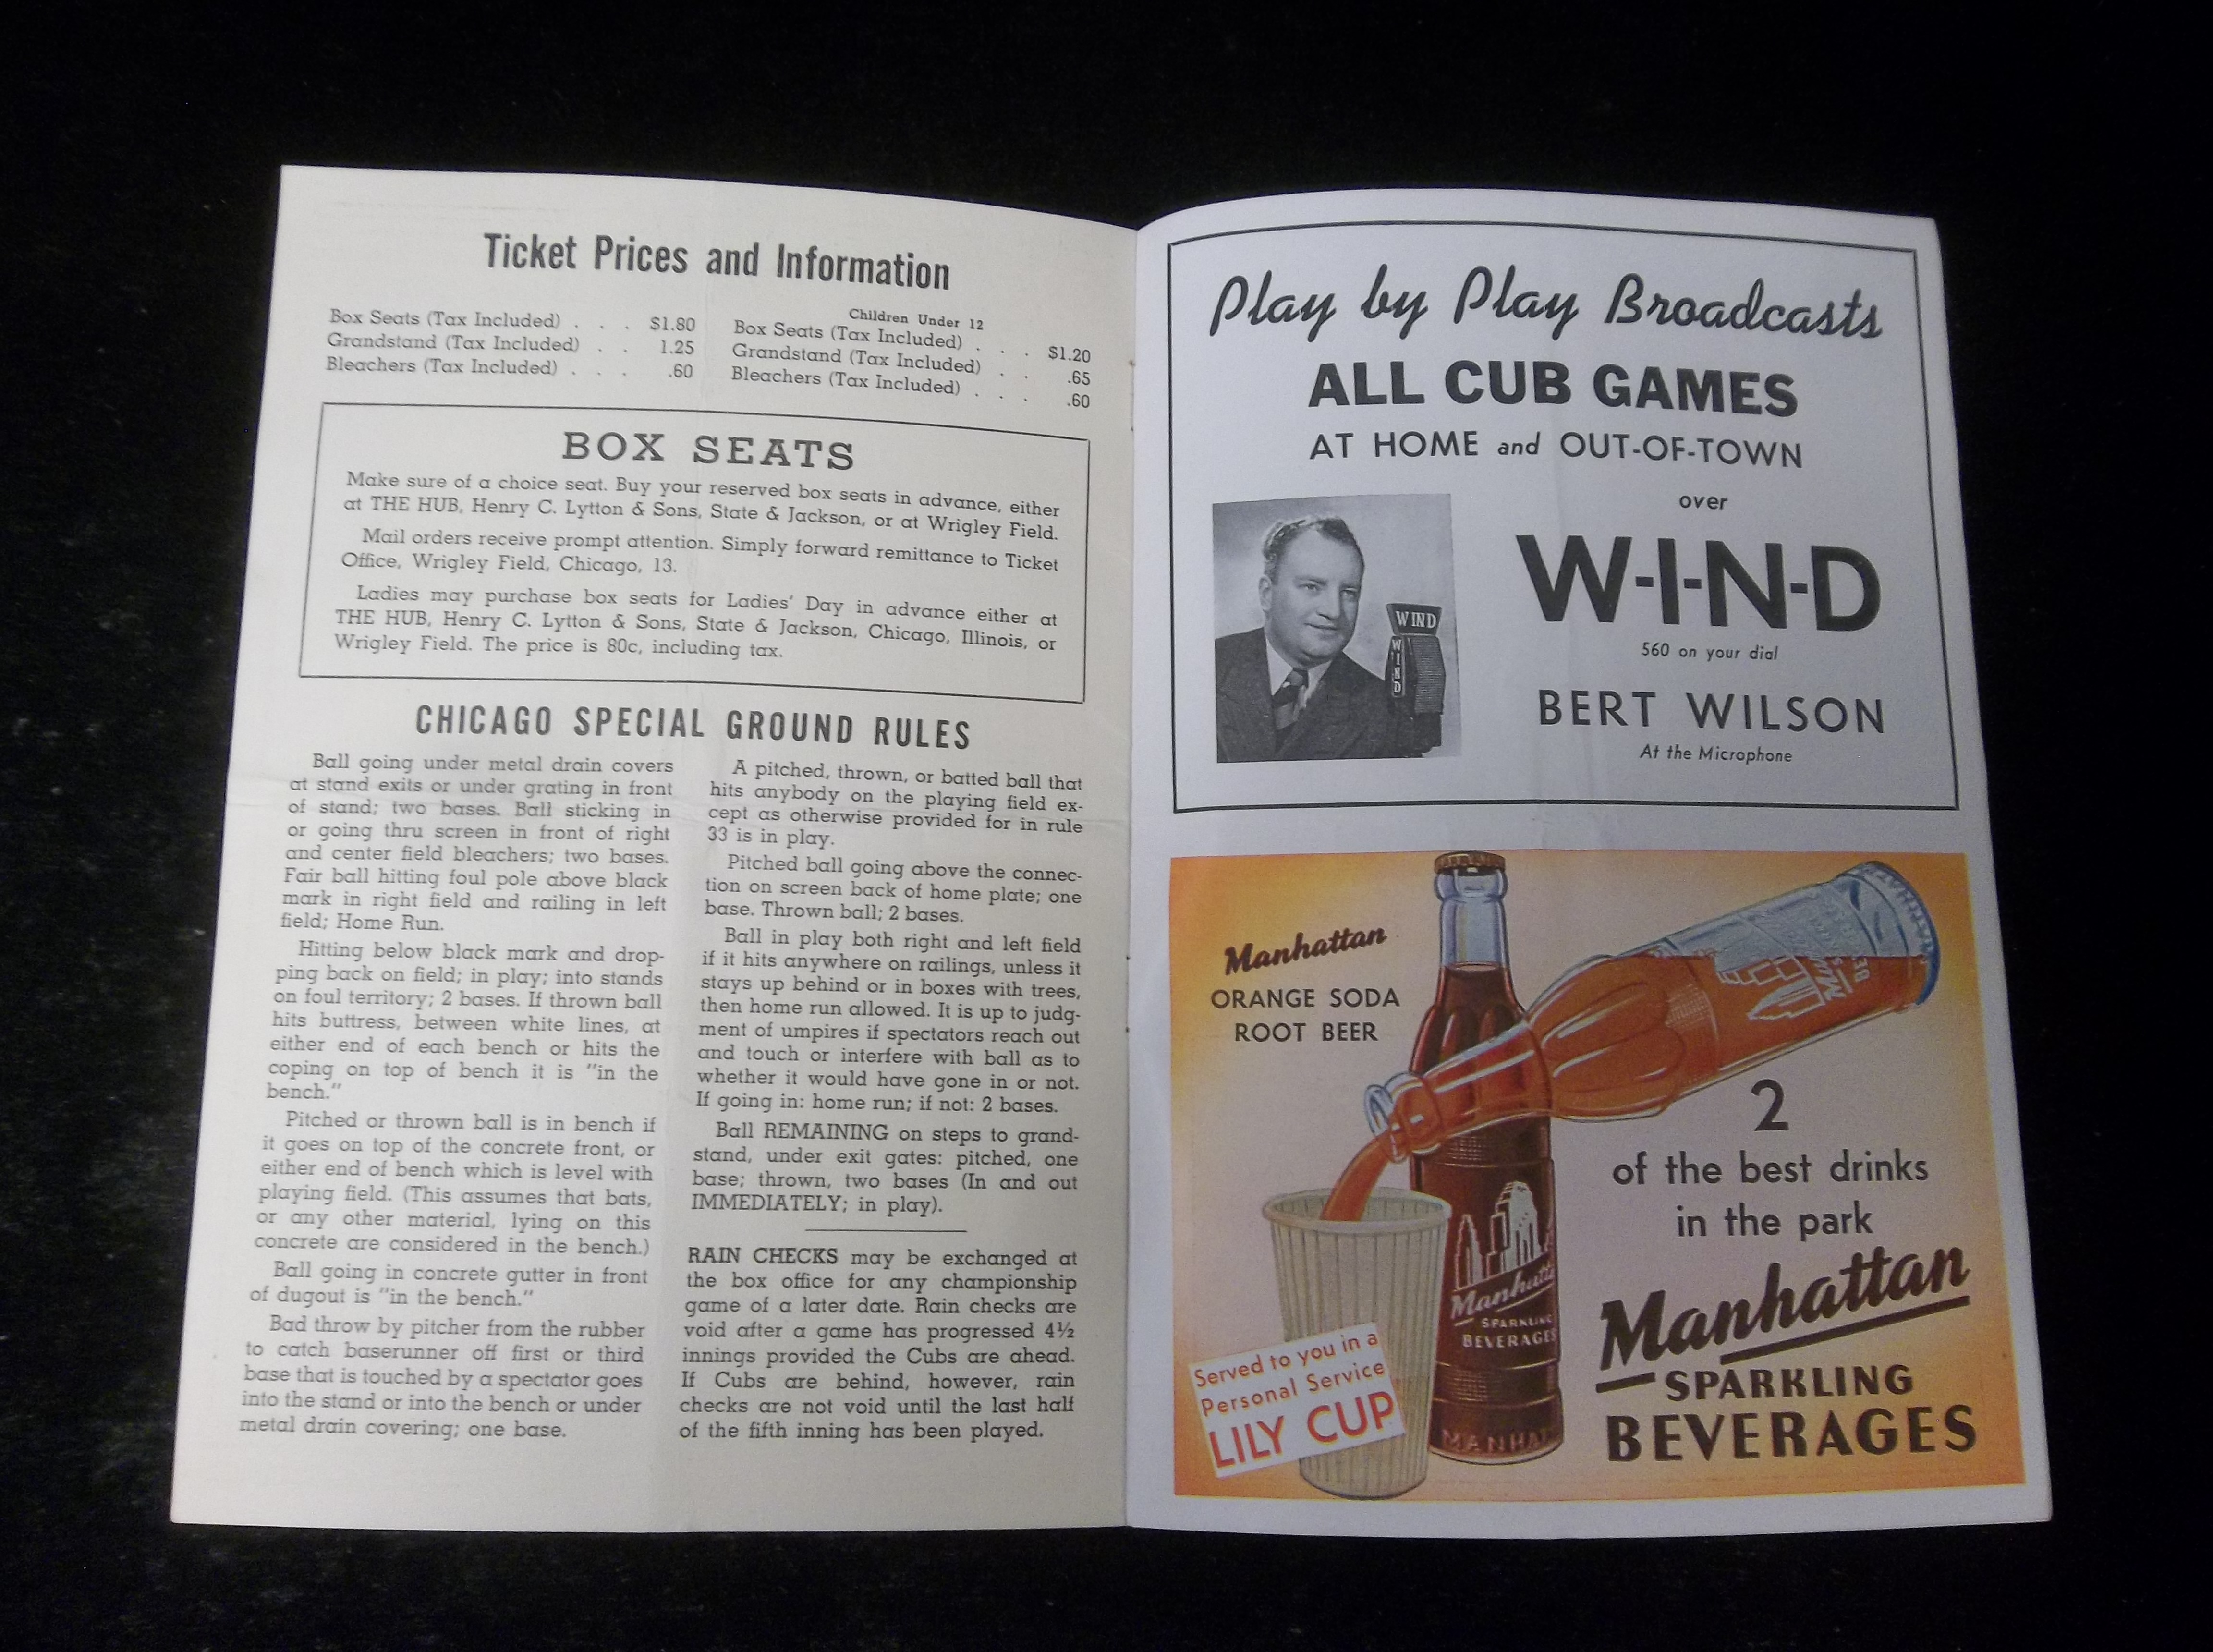 Ticket Prices and Information
Box Seats (Tax Included) . . . $1.80
Grandstand (Tax Included) . . 1.25
Bleachers (Tax Included) . . . .60
Children Under 12
Box Seats (Tax Included) . . . $1.20
Grandstand (Tax Included) . . .65
Bleachers (Tax Included) . . . .60
BOX SEATS
Make sure of a choice seat. Buy your reserved box seats in advance, either
at THE HUB, Henry C. Lytton & Sons, State & Jackson, or at Wrigley Field.
Mail orders receive prompt attention. Simply forward remittance to Ticket
Office, Wrigley Field, Chicago, 13.
Ladies may purchase box seats for Ladies' Day in advance either at
THE HUB, Henry C. Lytton & Sons, State & Jackson, Chicago, Illinois, or
Wrigley Field. The price is 80c, including tax.
CHICAGO SPECIAL GROUND RULES
Ball going under metal drain covers
at stand exits or under grating in front
of stand; two bases. Ball sticking in
or going thru screen in front of right
and center field bleachers; two bases.
Fair ball hitting foul pole above black
mark in right field and railing in left
field; Home Run.
Hitting below black mark and drop-
ping back on field; in play; into stands
on foul territory; 2 bases. If thrown ball
hits buttress, between white lines, at
either end of each bench or hits the
coping on top of bench it is "in the
bench."
Pitched or thrown ball is in bench if
it goes on top of the concrete front, or
either end of bench which is level with
playing field. (This assumes that bats,
or any other material, lying on this
concrete are considered in the bench.)
Ball going in concrete gutter in front
of dugout is "in the bench."
Bad throw by pitcher from the rubber
to catch baserunner off first or third
base that is touched by a spectator goes
into the stand or into the bench or under
metal drain covering; one base.
A pitched, thrown, or batted ball that
hits anybody on the playing field ex-
cept as otherwise provided for in rule
33 is in play.
Pitched ball going above the connec-
tion on screen back of home plate; one
base. Thrown ball; 2 bases.
Ball in play both right and left field
if it hits anywhere on railings, unless it
stays up behind or in boxes with trees,
then home run allowed. It is up to judg-
ment of umpires if spectators reach out
and touch or interfere with ball as to
whether it would have gone in or not.
If going in: home run; if not: 2 bases.
Ball REMAINING on steps to grand-
stand, under exit gates: pitched, one
base; thrown, two bases (In and out
IMMEDIATELY; in play).
RAIN CHECKS may be exchanged at
the box office for any championship
game of a later date. Rain checks are
void after a game has progressed 4½
innings provided the Cubs are ahead.
If Cubs are behind, however, rain
checks are not void until the last half
of the fifth inning has been played.
Play by Play Broadcasts
ALL CUB GAMES
AT HOME and OUT-OF-TOWN
over
W-I-N-D
560 on your dial
BERT WILSON
At the Microphone
WIND
WIND
Manhattan
ORANGE SODA
ROOT BEER
2
of the best drinks
in the park
Manhattan
SPARKLING
BEVERAGES
Manhatta
SPARKLING
BEVERAGES
MANHAT
Served to you in a
Personal Service
LILY CUP